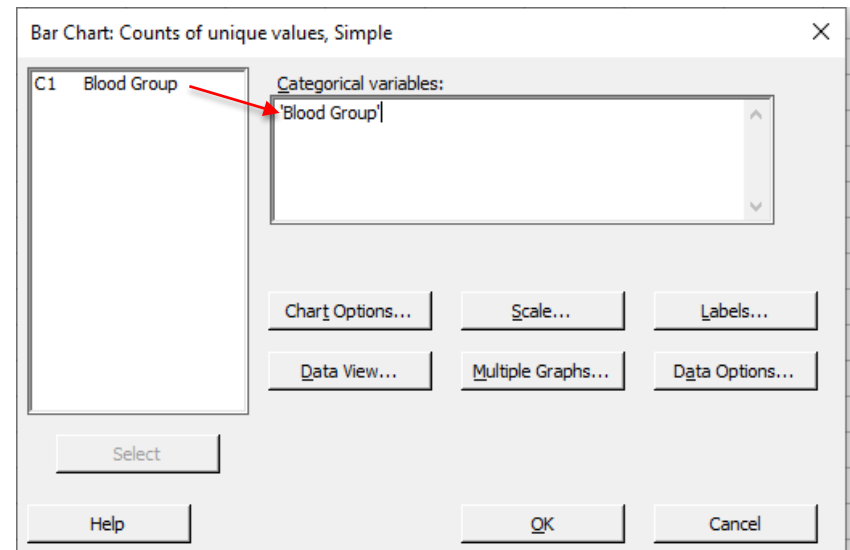 Bar Chart: Counts of unique values, Simple
C1 Blood Group
Categorical variables:
'Blood Group'
Chart Options... Scale... Labels...
Data View... Multiple Graphs... Data Options...
Select
Help OK Cancel